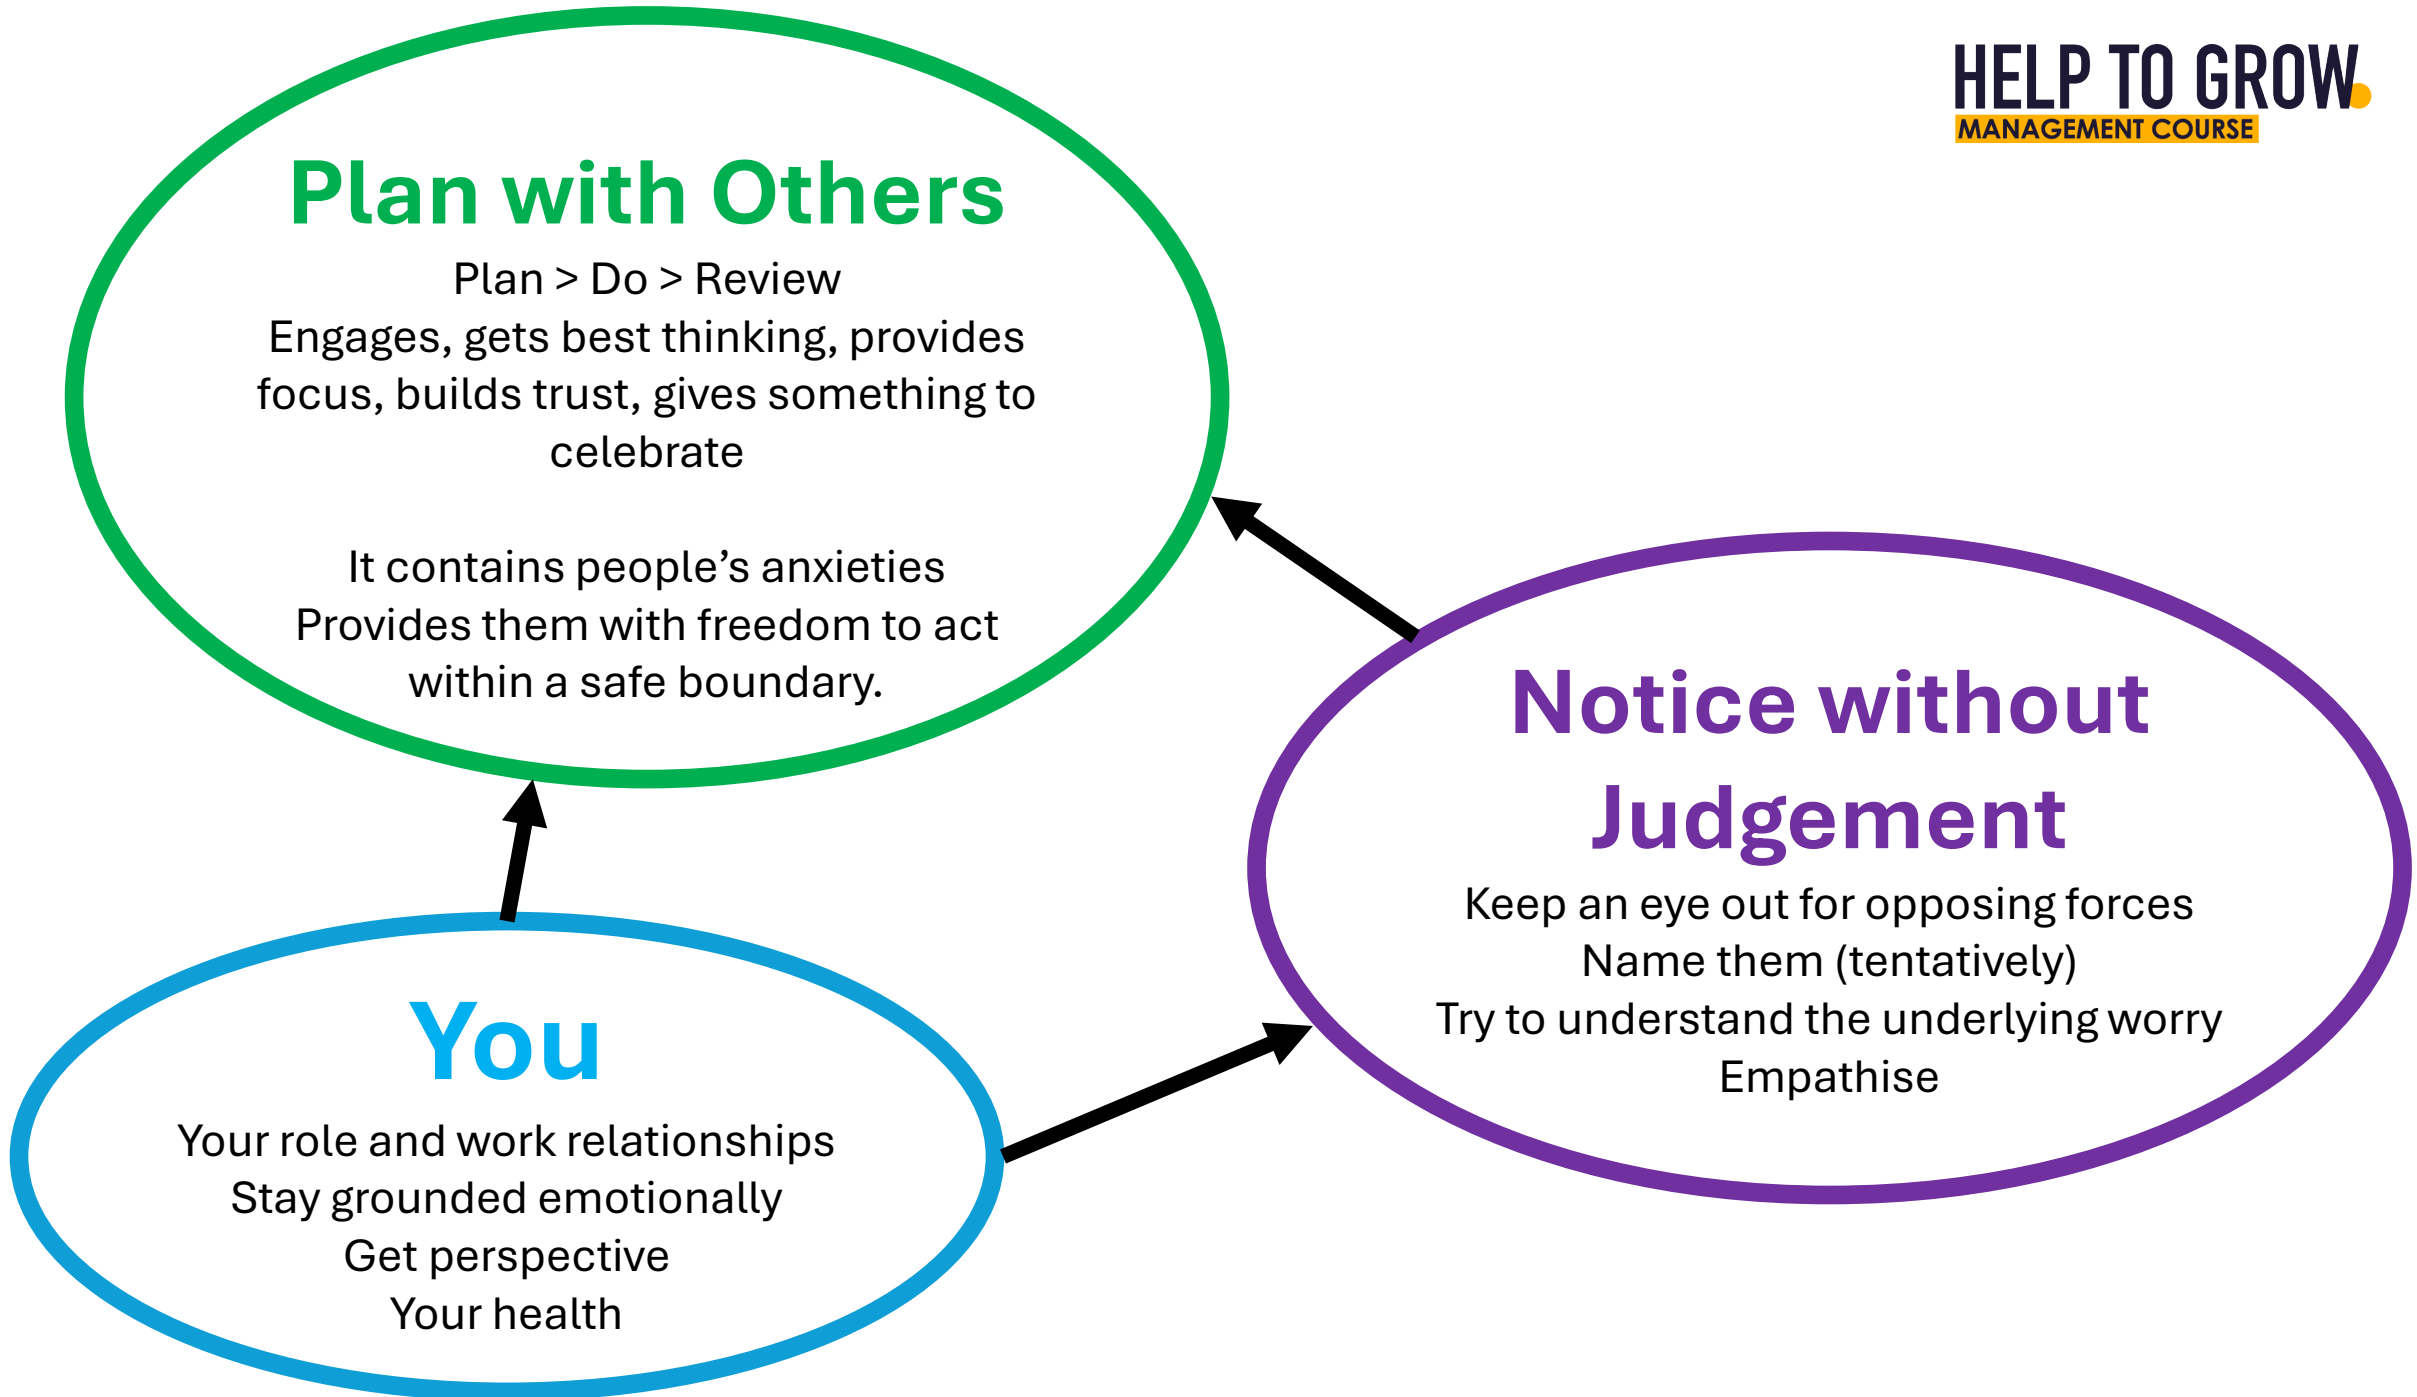 HELP TO GROW.
MANAGEMENT COURSE
Plan with Others
Plan > Do > Review
Engages, gets best thinking, provides
focus, builds trust, gives something to
celebrate
It contains people’s anxieties
Provides them with freedom to act
within a safe boundary.
Notice without
Judgement
Keep an eye out for opposing forces
Name them (tentatively)
Try to understand the underlying worry
Empathise
You
Your role and work relationships
Stay grounded emotionally
Get perspective
Your health